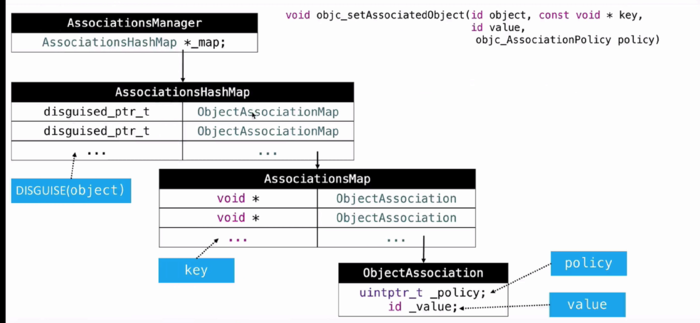 AssociationsManager
AssociationsHashMap *_map;
void objc_setAssociatedObject(id object, const void * key,
id value,
objc_AssociationPolicy policy)
AssociationsHashMap
disguised_ptr_t ObjectAssociationMap
disguised_ptr_t ObjectAssociationMap
... ...
DISGUISE(object)
AssociationsMap
void * ObjectAssociation
void * ObjectAssociation
... ...
key
ObjectAssociation
uintptr_t _policy;
id _value;
policy
value